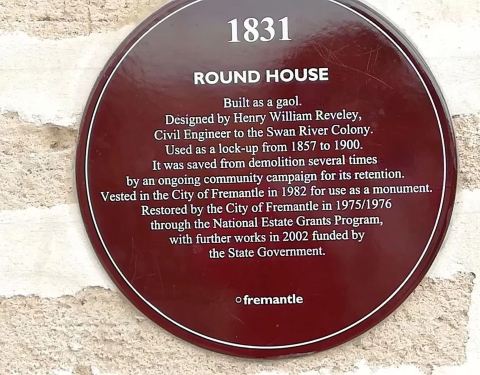 1831
ROUND HOUSE
Built as a gaol.
Designed by Henry William Reveley,
Civil Engineer to the Swan River Colony.
Used as a lock-up from 1857 to 1900.
It was saved from demolition several times
by an ongoing community campaign for its retention.
Vested in the City of Fremantle in 1982 for use as a monument.
Restored by the City of Fremantle in 1975/1976
through the National Estate Grants Program,
with further works in 2002 funded by
the State Government.
fremantle